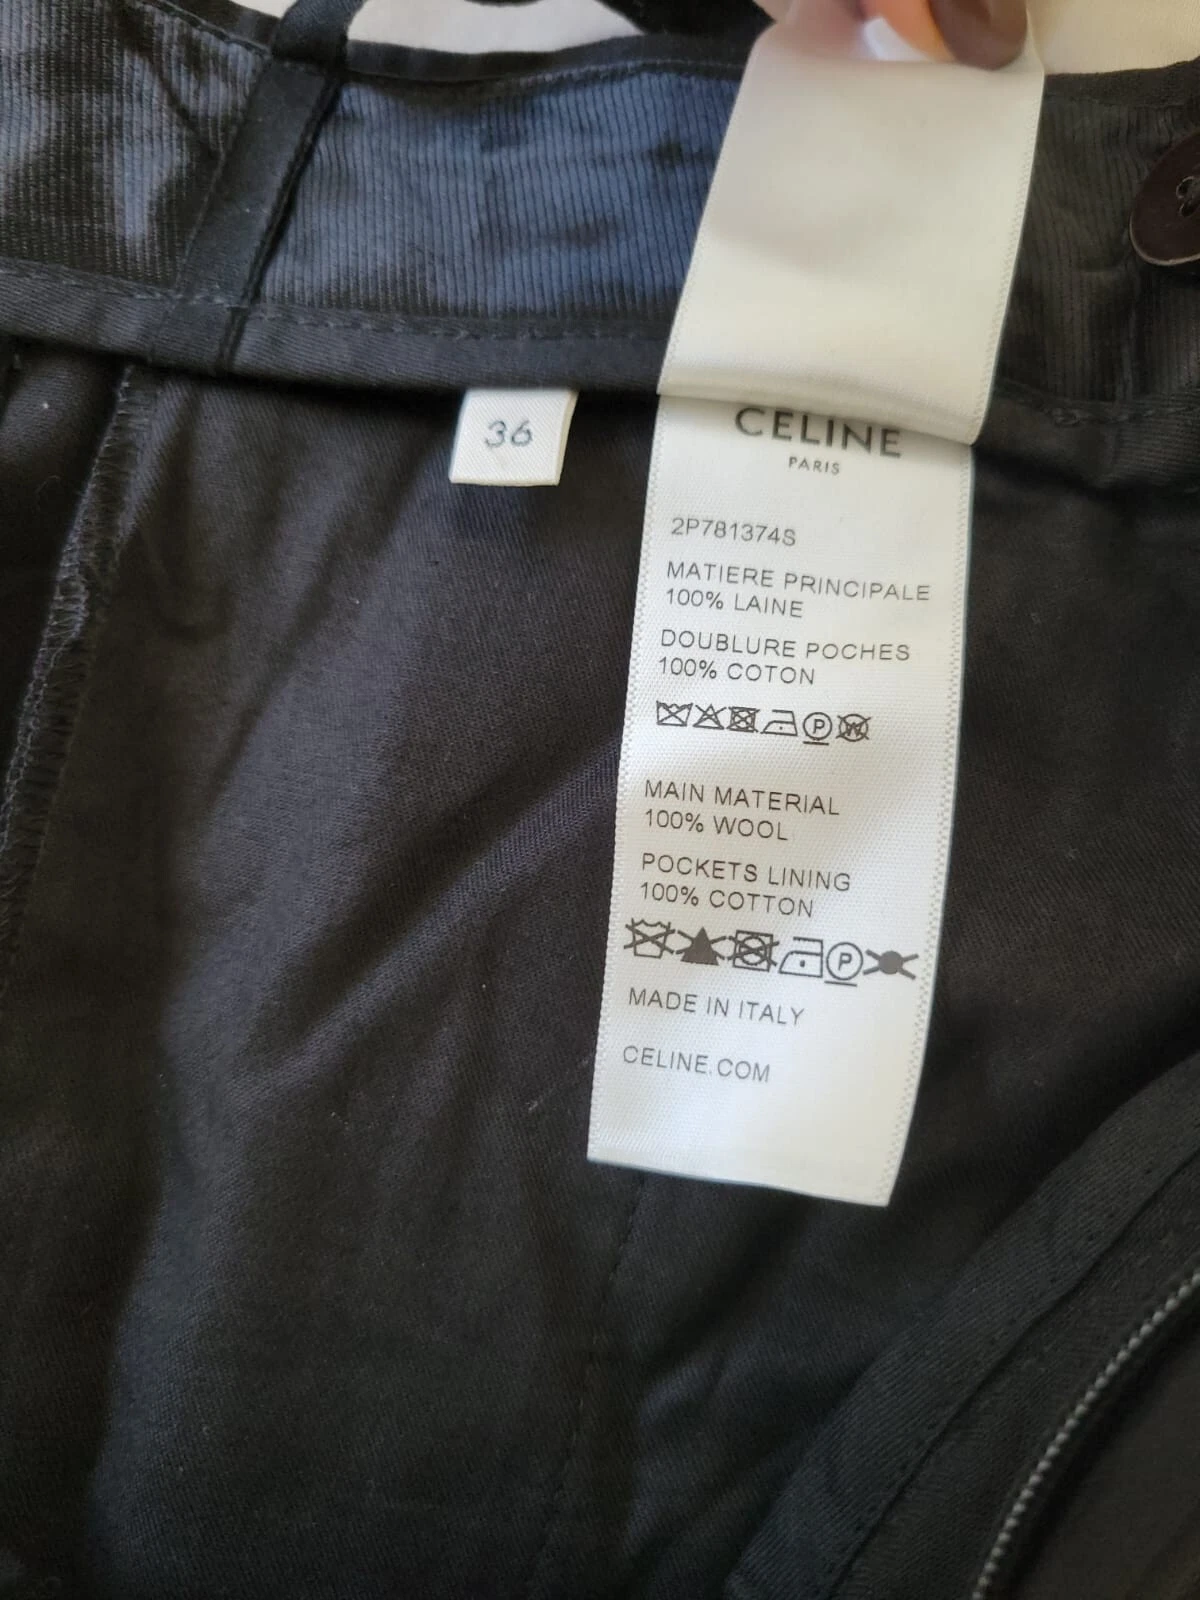 36
CELINE
PARIS
2P781374S
MATIERE PRINCIPALE
100% LAINE
DOUBLURE POCHES
100% COTON
P W
MAIN MATERIAL
100% WOOL
POCKETS LINING
100% COTTON
P
MADE IN ITALY
CELINE.COM